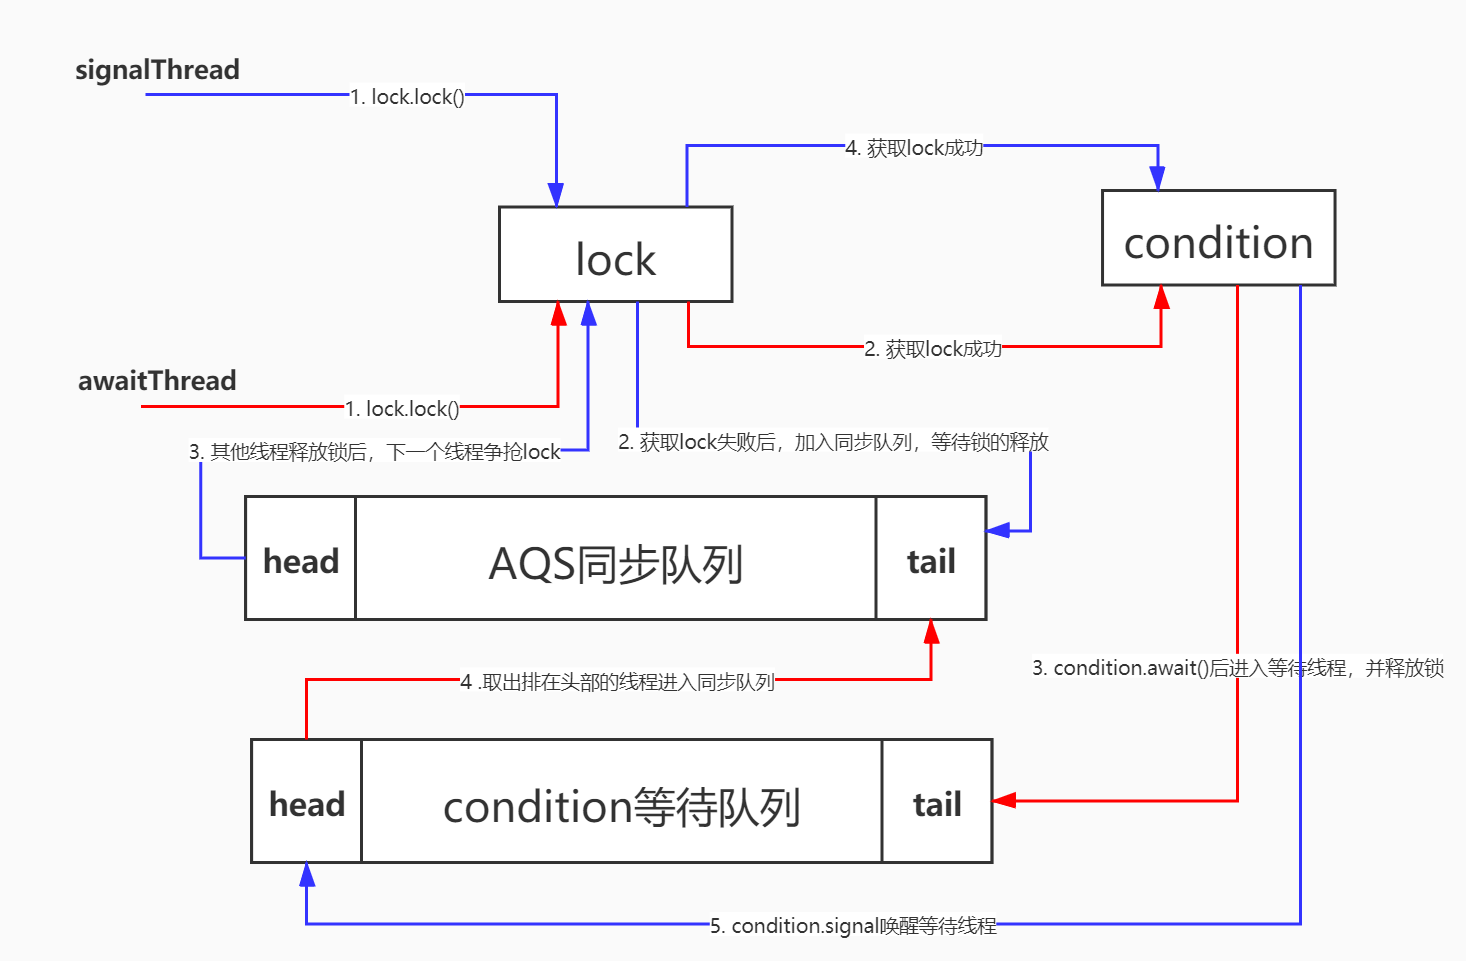 signalThread
1. lock.lock()
4. 获取lock成功
lock
condition
2. 获取lock成功
awaitThread
1. lock.lock()
3. 其他线程释放锁后，下一个线程争抢lock
2. 获取lock失败后，加入同步队列，等待锁的释放
head
AQS同步队列
tail
3. condition.await()后进入等待线程，并释放锁
4 .取出排在头部的线程进入同步队列
head
condition等待队列
tail
5. condition.signal唤醒等待线程